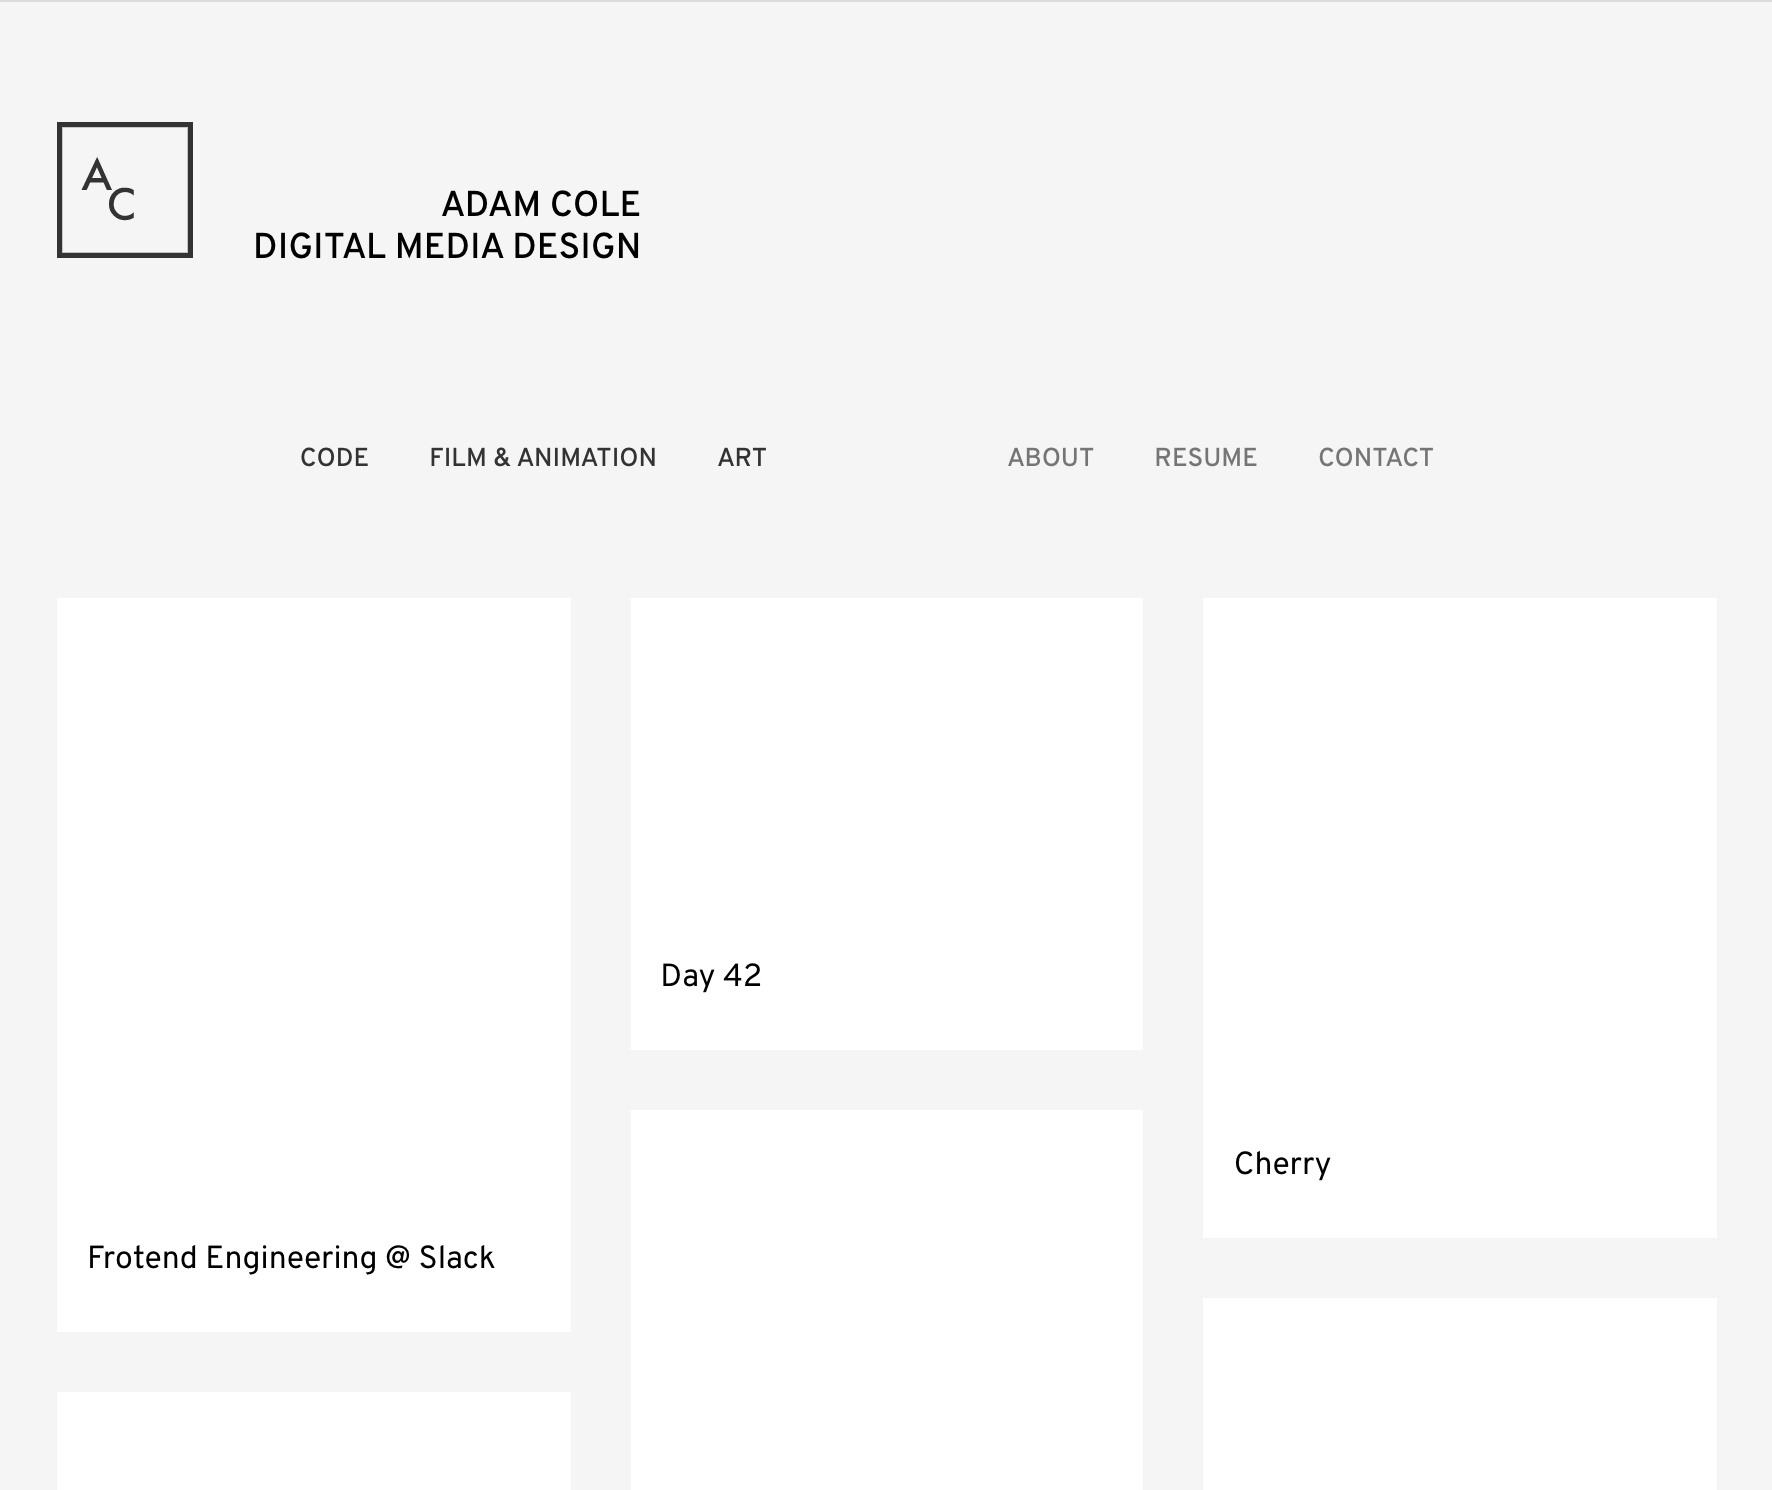 AC
ADAM COLE
DIGITAL MEDIA DESIGN
CODE FILM & ANIMATION ART ABOUT RESUME CONTACT
Day 42
Cherry
Frotend Engineering @ Slack